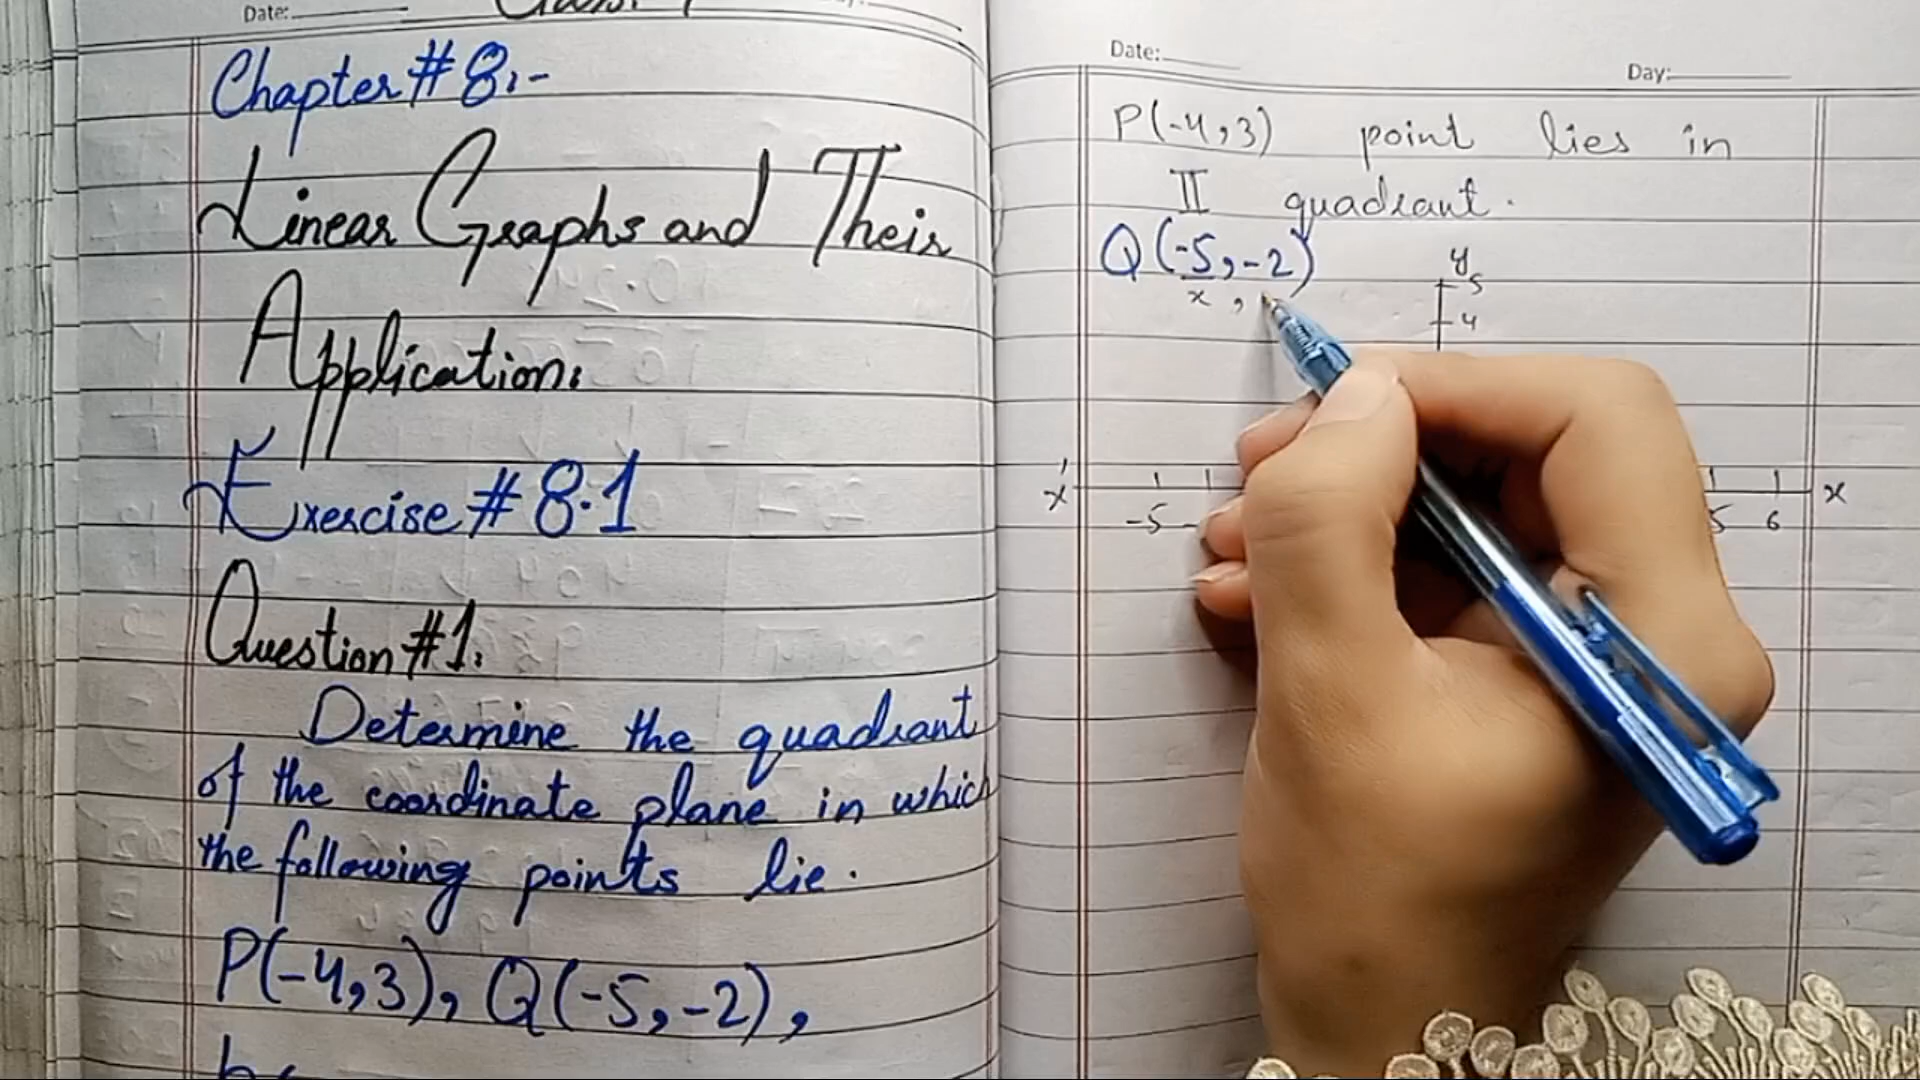 Date:
Chapter # 8:-
Linear Graphs and Their
Application:
Exercise # 8.1
Question #1:
Determine the quadrant
of the coordinate plane in which
the following points lie.
P(-4,3), Q(-5,-2),
Date:
Day:
P(-4,3) point lies in
II quadrant.
Q(-5,-2)
x ,
y
5
4
x' x
-5 5 6